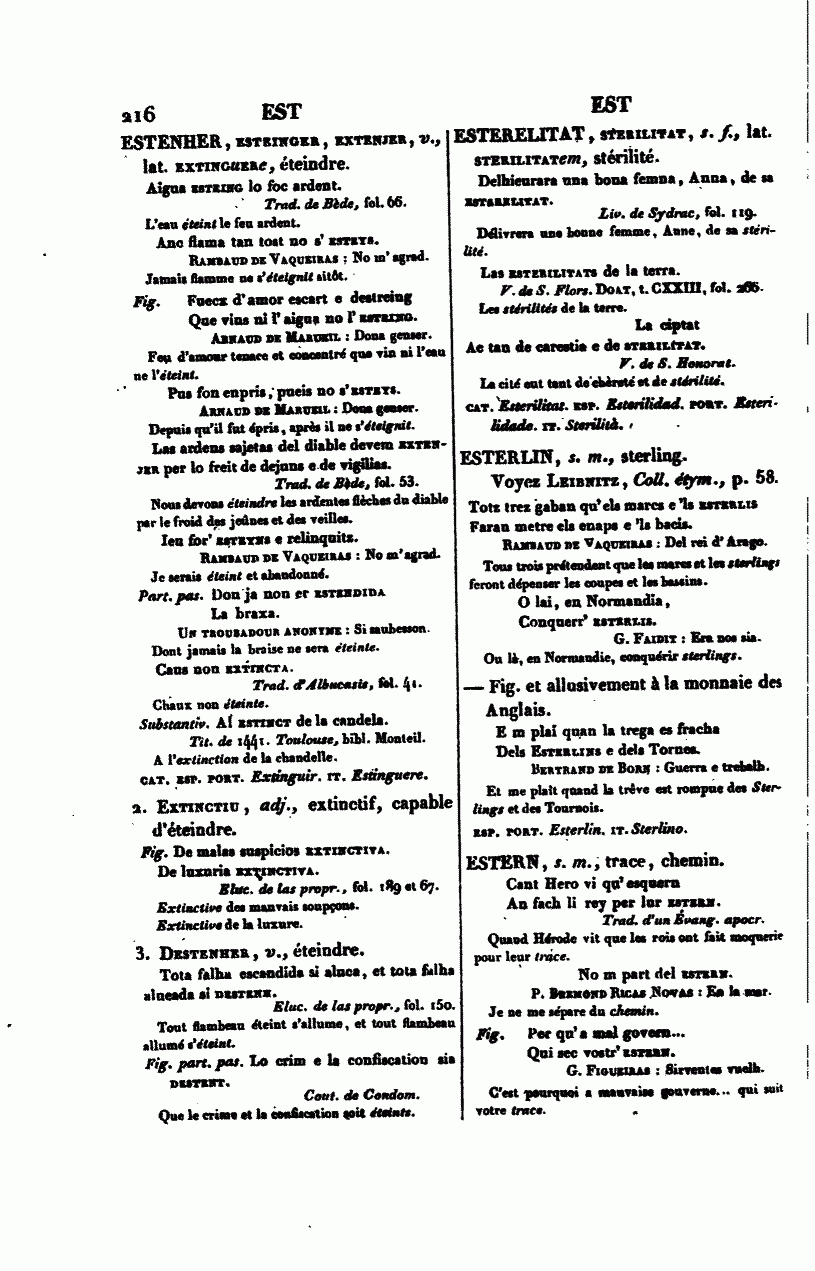 216 EST
ESTENHER, ESTEINGER, EXTENJER, v.,
lat. EXTINGUERe, éteindre.
Aigua ESTEING lo foc ardent.
Trad. de Bède, fol. 66.
L'eau éteint le feu ardent.
Anc flama tan tost no s' ESTEYS.
RAMBAUD DE VAQUEIRAS : No m' agrad.
Jamais flamme ne s'éteignit sitôt.
Fig. Fuecx d'amor escart e destreing
Que vins ni l' aigua no l' ESTEING.
ARNAUD DE MARUEIL : Dona genser.
Feu d'amour tenace et concentré que vin ni l'eau
ne l'éteint.
Pus fon enpris, pueis no s'ESTEYS.
ARNAUD DE MARUEIL : Dona genser.
Depuis qu'il fut épris, après il ne s'éteignit.
Las ardens sajetas del diable devem EXTEN-
JER per lo freit de dejuns e de vigilias.
Trad. de Bède, fol. 53.
Nous devons éteindre les ardentes flèches du diable
par le froid des jeûnes et des veilles.
Ieu for' ESTEYNS e relinquitz.
RAMBAUD DE VAQUEIRAS : No m'agrad.
Je serais éteint et abandonné.
Part. pas. Don ja non er ESTENDIDA
La braxa.
UN TROUBADOUR ANONYME : Si saubesson.
Dont jamais la braise ne sera éteinte.
Caus non EXTINCTA.
Trad. d'Albucasis, fol. 41.
Chaux non éteinte.
Substantiv. Al ESTINCT de la candela.
Tit. de 1441. Toulouse, bibl. Monteil.
A l'extinction de la chandelle.
CAT. ESP. PORT. Extinguir. IT. Estinguere.
2. EXTINCTIU, adj., extinctif, capable
d'éteindre.
Fig. De malas suspicios EXTINCTIVA.
De luxuria EXTINCTIVA.
Eluc. de las propr., fol. 189 et 67.
Extinctive des mauvais soupçons.
Extinctive de la luxure.
3. DESTENHER, v., éteindre.
Tota falha escandida si aluca, et tota falha
alucada si DESTENH.
Eluc. de las propr., fol. 150.
Tout flambeau éteint s'allume, et tout flambeau
allumé s'éteint.
Fig. part. pas. Lo crim e la confiscation sia
DESTENT.
Cout. de Condom.
Que le crime et la confiscation soit éteints.
EST
ESTERELITAT, STERILITAT, s. f., lat.
STERILITATem, stérilité.
Delhieurara una bona femna, Anna, de sa
ESTARELITAT.
Liv. de Sydrac, fol. 119.
Délivrera une bonne femme, Anne, de sa stéri-
lité.
Las ESTERILITATS de la terra.
V. de S. Flors. DOAT, t. CXXIII, fol. 266.
Les stérilités de la terre.
La ciptat
Ac tan de carestia e de STERILITAT.
V. de S. Honorat.
La cité eut tant de chèreté et de stérilité.
CAT. Esterilitat. ESP. Esterilidad. PORT. Esteri-
lidade. IT. Sterilità.
ESTERLIN, s. m., sterling.
Voyez LEIBNITZ, Coll. étym., p. 58.
Totz trez gaban qu'els marcs e 'ls ESTERLIS
Faran metre els enaps e 'ls bacis.
RAMBAUD DE VAQUEIRAS : Del rei d' Arago.
Tous trois prétendent que les marcs et les sterlings
feront dépenser les coupes et les bassins.
O lai, en Normandia,
Conquerr' ESTERLIS.
G. FAIDIT : Era nos sia.
Ou là, en Normandie, conquérir sterlings.
— Fig. et allusivement à la monnaie des
Anglais.
E m plai quan la trega es fracha
Dels ESTERLINS e dels Tornes.
BERTRAND DE BORN : Guerra e trebalh.
Et me plaît quand la trêve est rompue des Ster-
lings et des Tournois.
ESP. PORT. Esterlin. IT. Sterlino.
ESTERN, s. m., trace, chemin.
Cant Hero vi qu' esquern
An fach li rey per lur ESTERN.
Trad. d'un Évang. apocr.
Quand Hérode vit que les rois ont fait moquerie
pour leur trace.
No m part del ESTERN.
P. BREMOND RICAS NOVAS : En la mar.
Je ne me sépare du chemin.
Fig. Per qu' a mal govern...
Qui sec vostr' ESTERN.
G. FIGUEIRAS : Sirventes vuelh.
C'est pourquoi a mauvaise gouverne... qui suit
votre trace.